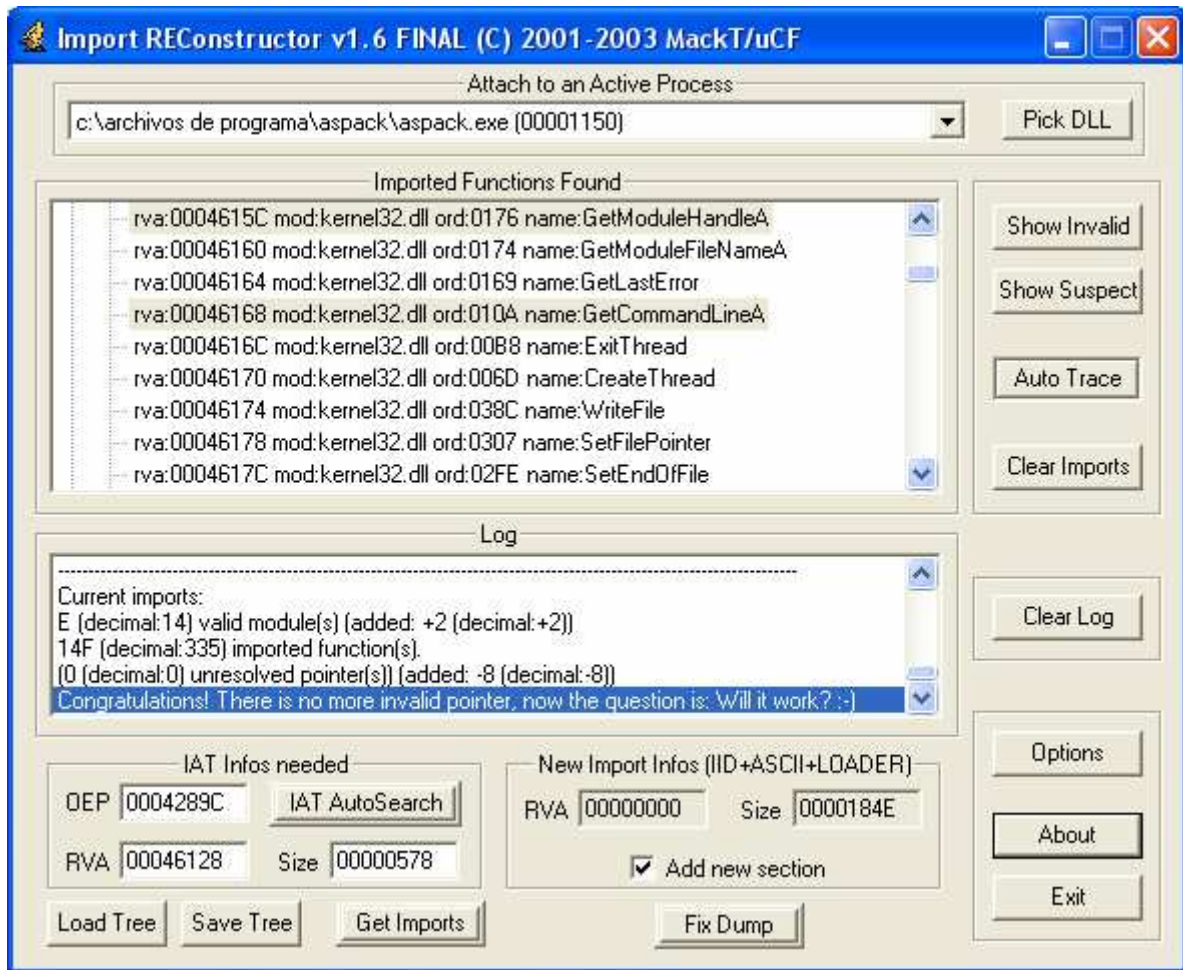 Import REConstructor v1.6 FINAL (C) 2001-2003 MackT/uCF
Attach to an Active Process
c:\archivos de programa\aspack\aspack.exe (00001150)
Pick DLL
Imported Functions Found
rva:0004615C mod:kernel32.dll ord:0176 name:GetModuleHandleA
rva:00046160 mod:kernel32.dll ord:0174 name:GetModuleFileNameA
rva:00046164 mod:kernel32.dll ord:0169 name:GetLastError
rva:00046168 mod:kernel32.dll ord:010A name:GetCommandLineA
rva:0004616C mod:kernel32.dll ord:00B8 name:ExitThread
rva:00046170 mod:kernel32.dll ord:006D name:CreateThread
rva:00046174 mod:kernel32.dll ord:038C name:WriteFile
rva:00046178 mod:kernel32.dll ord:0307 name:SetFilePointer
rva:0004617C mod:kernel32.dll ord:02FE name:SetEndOfFile
Show Invalid
Show Suspect
Auto Trace
Clear Imports
Log
Current imports:
E (decimal:14) valid module(s) (added: +2 (decimal:+2))
14F (decimal:335) imported function(s).
(0 (decimal:0) unresolved pointer(s)) (added: -8 (decimal:-8))
Congratulations! There is no more invalid pointer, now the question is: Will it work? :-)
Clear Log
IAT Infos needed
OEP 0004289C IAT AutoSearch
RVA 00046128 Size 00000578
New Import Infos (IID+ASCII+LOADER)
RVA 00000000 Size 0000184E
Add new section
Options
About
Exit
Load Tree Save Tree Get Imports Fix Dump